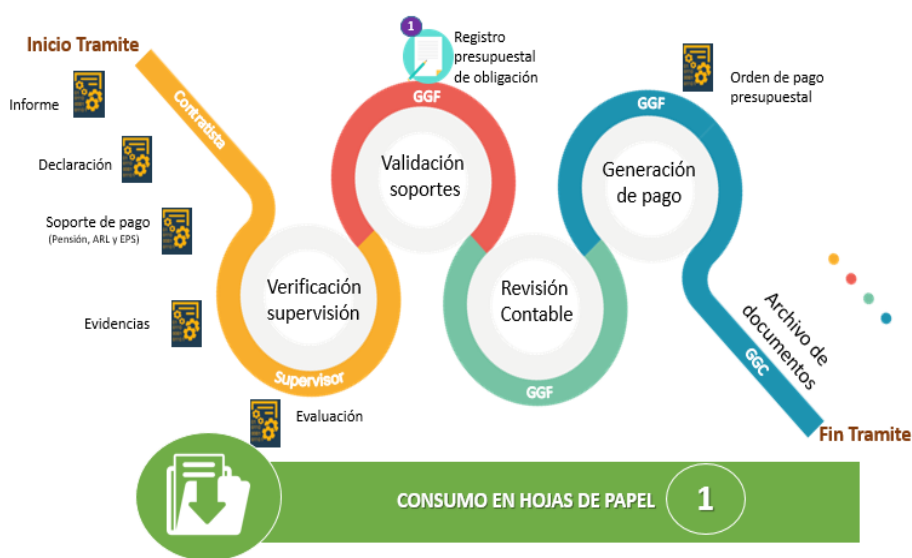 Inicio Tramite
Informe
Declaración
Soporte de pago
(Pensión, ARL y EPS)
Evidencias
Contratista
Verificación
supervisión
Supervisor
Evaluación
1
Registro
presupuestal
de obligación
GGF
Validación
soportes
Revisión
Contable
GGF
GGF
Generación
de pago
Orden de pago
presupuestal
Archivo de
documentos
GGC
Fin Tramite
CONSUMO EN HOJAS DE PAPEL 1